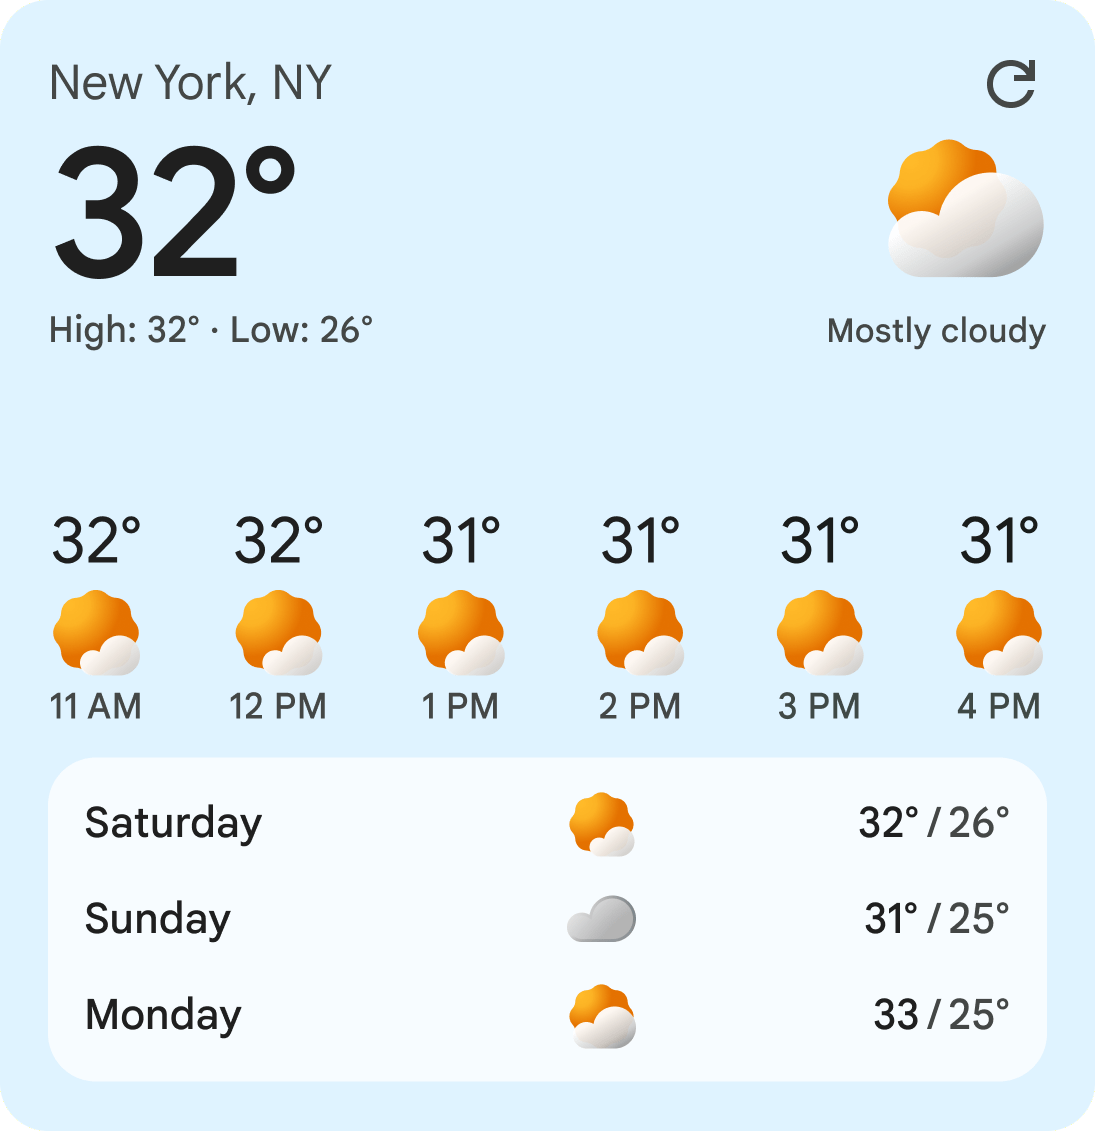 New York, NY
32°
High: 32° · Low: 26°
Mostly cloudy
32° 32° 31° 31° 31° 31°
11 AM 12 PM 1 PM 2 PM 3 PM 4 PM
Saturday 32° / 26°
Sunday 31° / 25°
Monday 33 / 25°